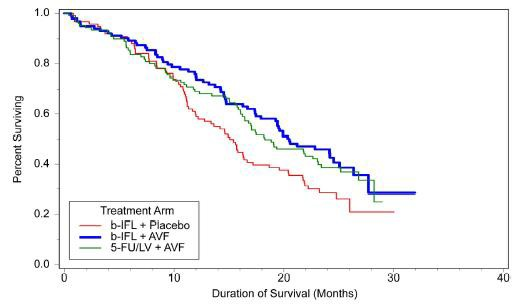 1.0
0.8
0.6
0.4
0.2
0.0
Percent Surviving
Treatment Arm
b-IFL + Placebo
b-IFL + AVF
5-FU/LV + AVF
0 10 20 30 40
Duration of Survival (Months)